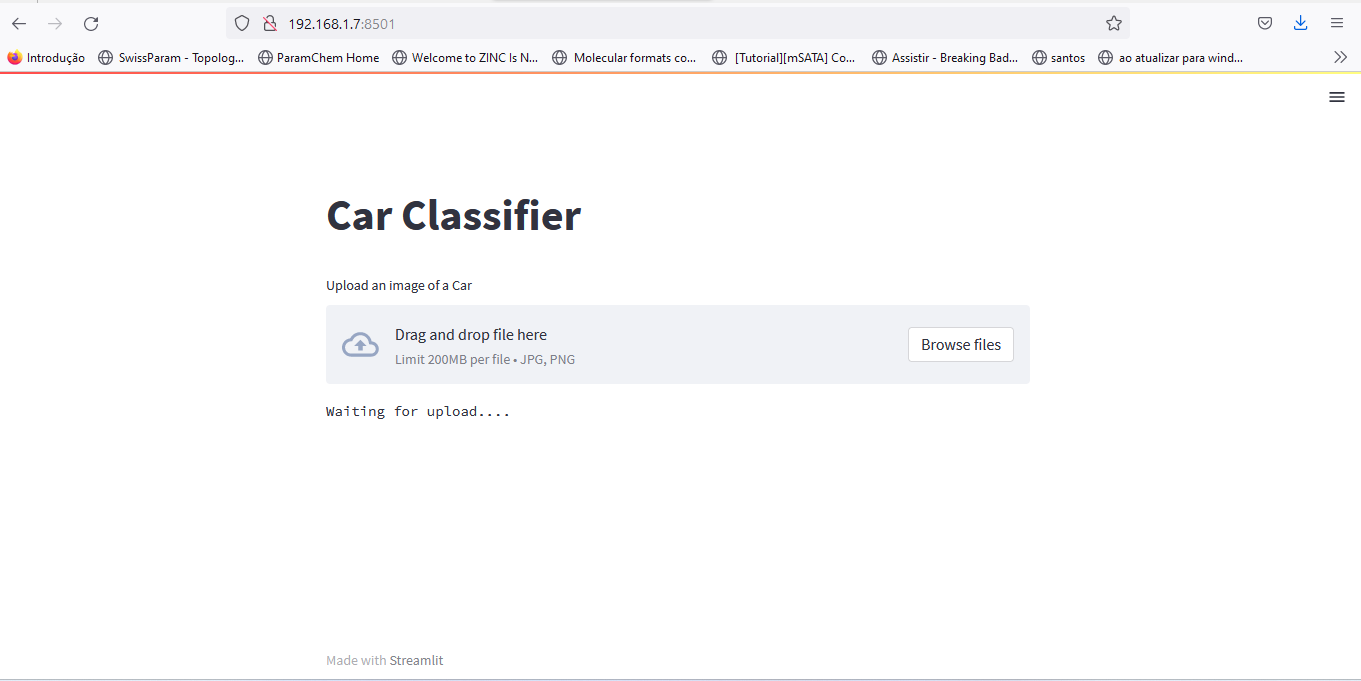 192.168.1.7:8501
Introdução SwissParam - Topolog... ParamChem Home Welcome to ZINC Is N... Molecular formats co... [Tutorial][mSATA] Co... Assistir - Breaking Bad... santos ao atualizar para wind...
Car Classifier
Upload an image of a Car
Drag and drop file here
Limit 200MB per file • JPG, PNG
Browse files
Waiting for upload....
Made with Streamlit